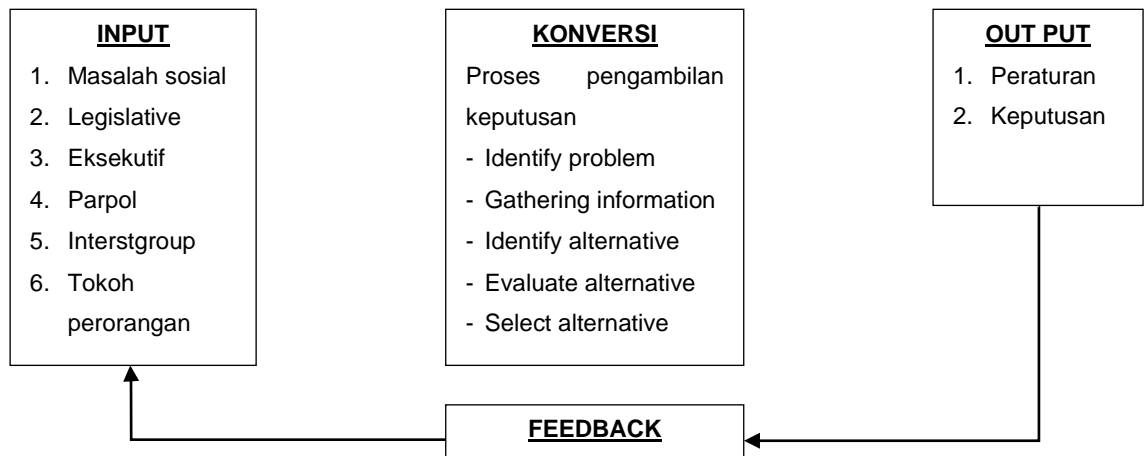 INPUT
1. Masalah sosial
2. Legislative
3. Eksekutif
4. Parpol
5. Interstgroup
6. Tokoh
perorangan
KONVERSI
Proses pengambilan
keputusan
- Identify problem
- Gathering information
- Identify alternative
- Evaluate alternative
- Select alternative
OUT PUT
1. Peraturan
2. Keputusan
FEEDBACK